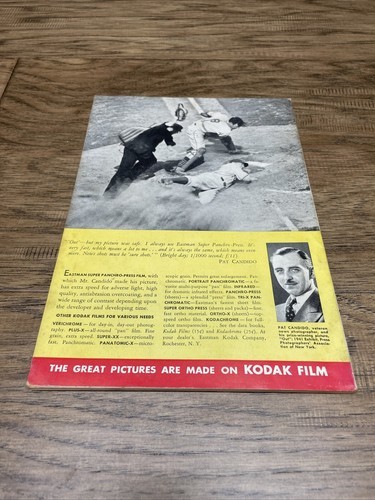 "Out"—but my picture was safe. I always use Eastman Super Panchro-Press. It's
very fast, which means a lot to me . . . and it's always the same, which means even
more. News shots must be 'sure shots.'" (Bright day; 1/1000 second; f/11)
PAT CANDIDO
EASTMAN SUPER PANCHRO-PRESS FILM, with
which Mr. Candido made his picture,
has extra speed for adverse light, high
quality, antiabrasion overcoating, and a
wide range of contrast depending upon
the developer and developing time.
OTHER KODAK FILMS FOR VARIOUS NEEDS
VERICHROME—for day-in, day-out photog-
raphy. PLUS-X—all-round "pan" film. Fine
grain, extra speed. SUPER-XX—exceptionally
fast. Panchromatic. PANATOMIC-X—micro-
scopic grain. Permits great enlargement. Pan-
chromatic. PORTRAIT PANCHROMATIC—a fa-
vorite multi-purpose "pan" film. INFRARED—
for dramatic infrared effects. PANCHRO-PRESS
(sheets)—a splendid "press" film. TRI-X PAN-
CHROMATIC—Eastman's fastest sheet film.
SUPER ORTHO PRESS (sheets and packs)—fast-
est ortho material. ORTHO-X (sheets)—top-
speed ortho film. KODACHROME—for full-
color transparencies . . . See the data books,
Kodak Films (15¢) and Kodachrome (25¢). At
your dealer's. Eastman Kodak Company,
Rochester, N. Y.
PAT CANDIDO, veteran
news photographer, and
his prize-winning picture,
"Out": 1941 Exhibit, Press
Photographers' Associa-
tion of New York.
THE GREAT PICTURES ARE MADE ON KODAK FILM